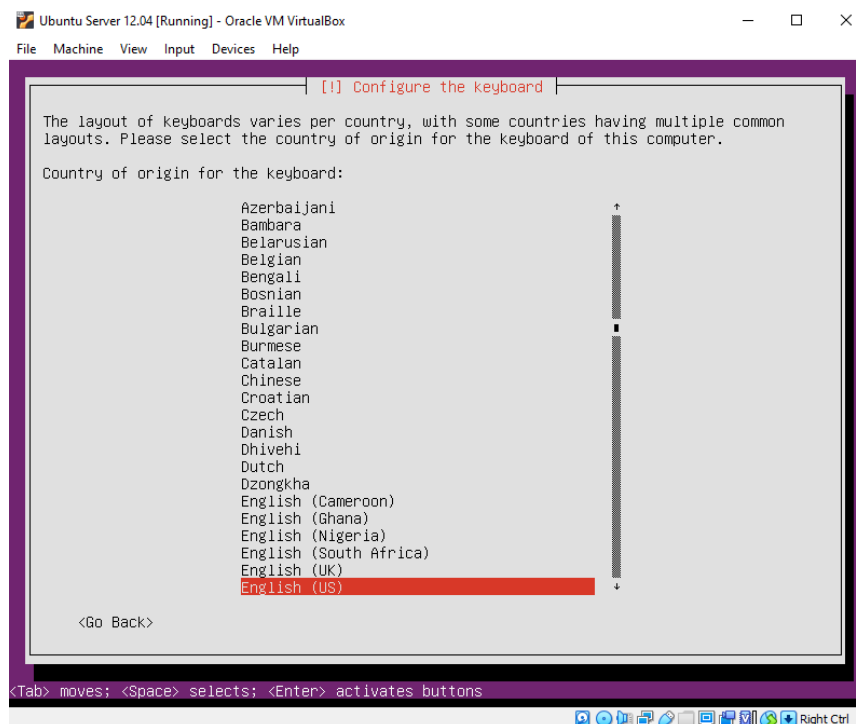 Ubuntu Server 12.04 [Running] - Oracle VM VirtualBox
File Machine View Input Devices Help
[!] Configure the keyboard
The layout of keyboards varies per country, with some countries having multiple common
layouts. Please select the country of origin for the keyboard of this computer.
Country of origin for the keyboard:
Azerbaijani
Bambara
Belarusian
Belgian
Bengali
Bosnian
Braille
Bulgarian
Burmese
Catalan
Chinese
Croatian
Czech
Danish
Dhivehi
Dutch
Dzongkha
English (Cameroon)
English (Ghana)
English (Nigeria)
English (South Africa)
English (UK)
English (US)
<Go Back>
<Tab> moves; <Space> selects; <Enter> activates buttons
Right Ctrl